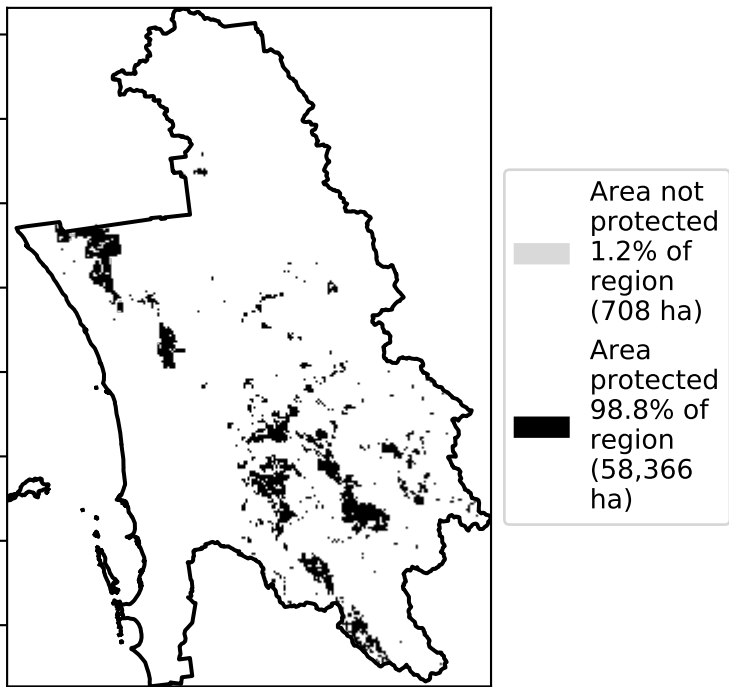 Area not
protected
1.2% of
region
(708 ha)
Area
protected
98.8% of
region
(58,366
ha)